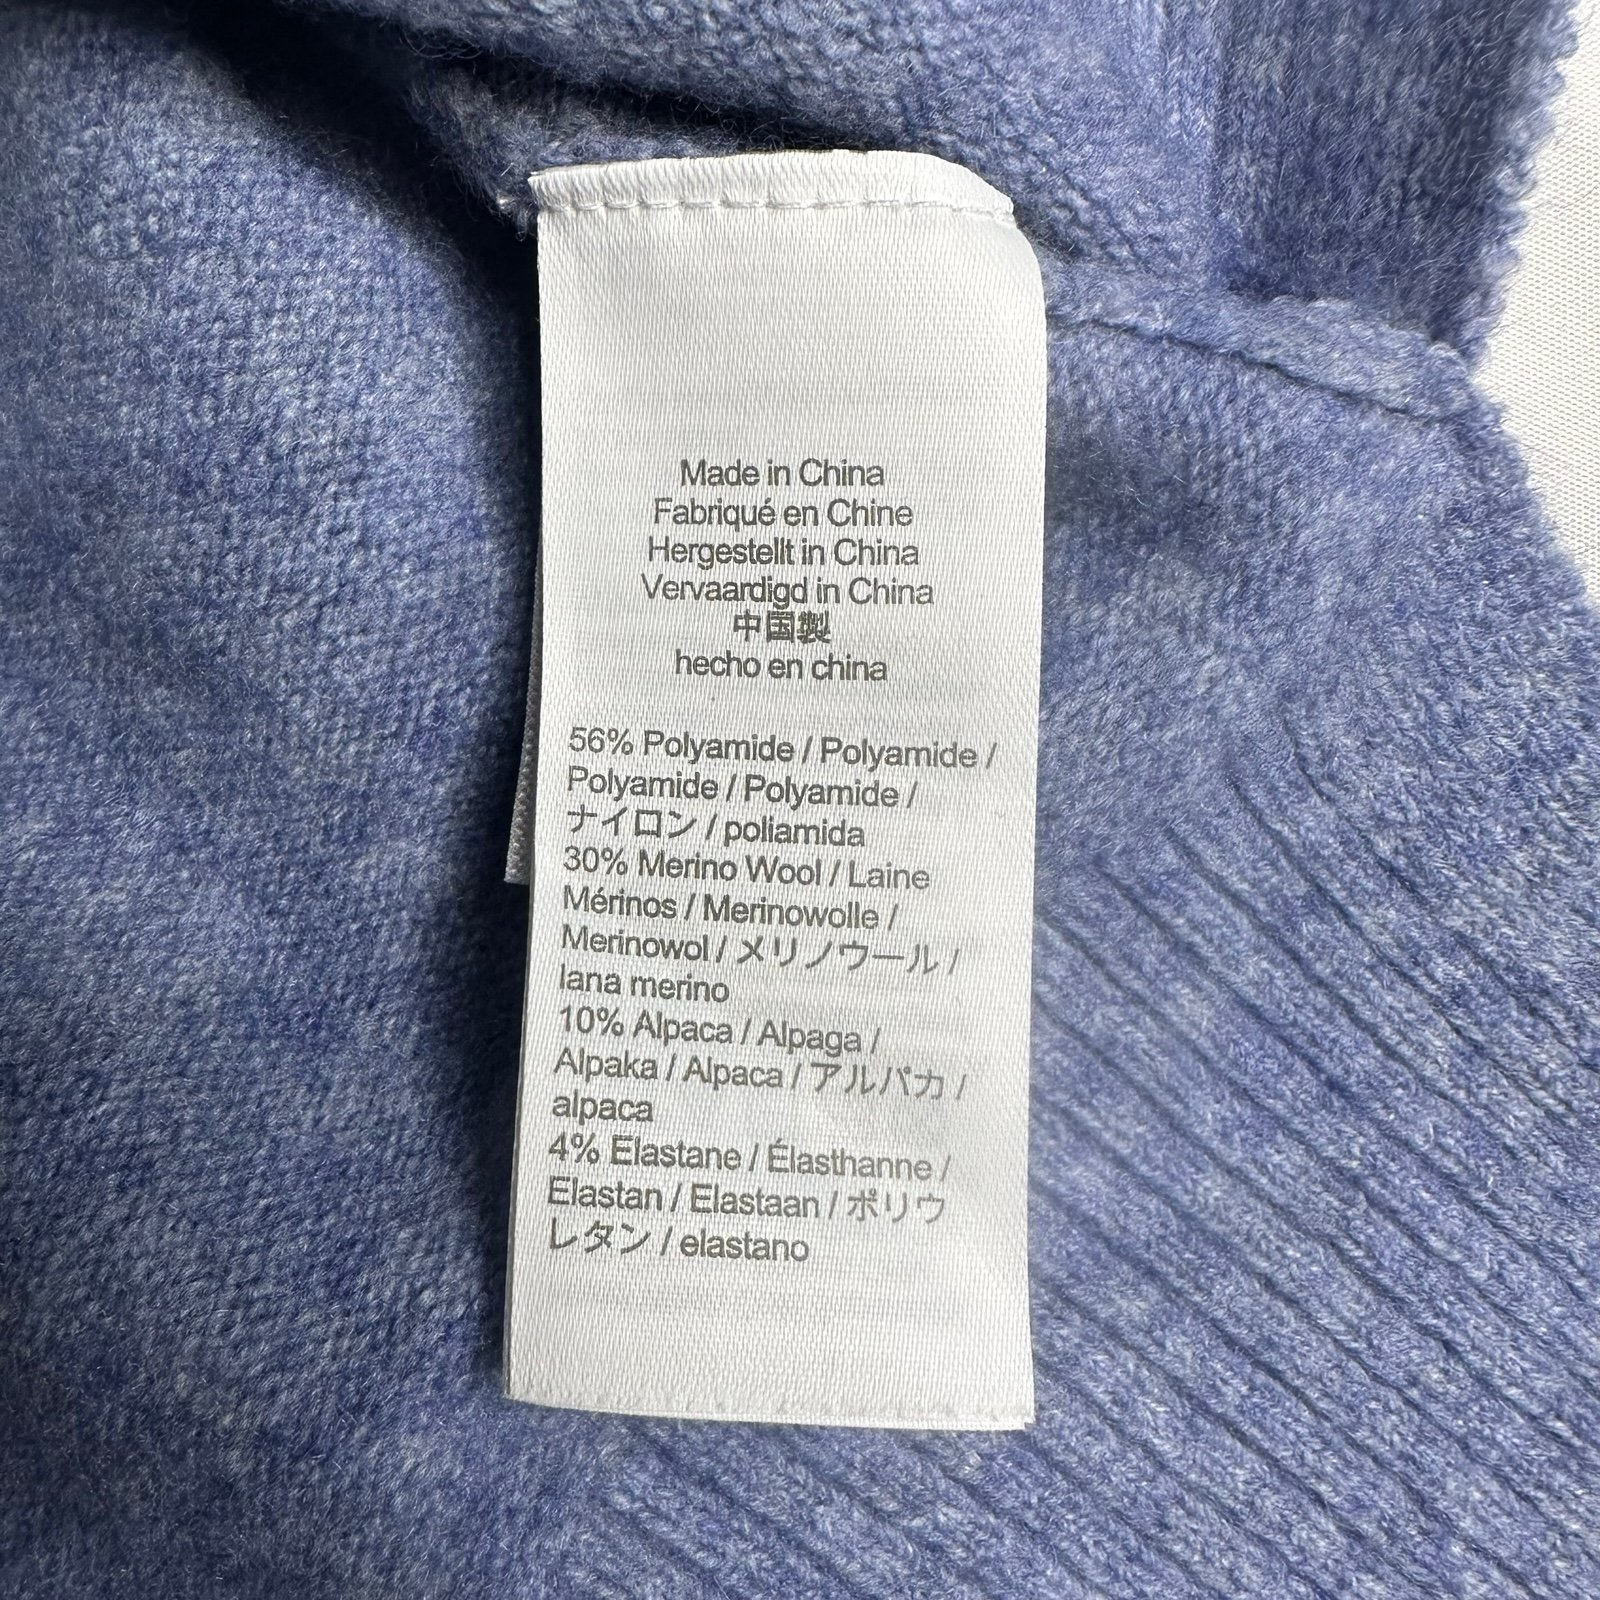 Made in China
Fabriqué en Chine
Hergestellt in China
Vervaardigd in China
中国製
hecho en china
56% Polyamide / Polyamide /
Polyamide / Polyamide /
ナイロン / poliamida
30% Merino Wool / Laine
Mérinos / Merinowolle /
Merinowol / メリノウール /
lana merino
10% Alpaca / Alpaga /
Alpaka / Alpaca / アルパカ /
alpaca
4% Elastane / Élasthanne /
Elastan / Elastaan / ポリウ
レタン / elastano